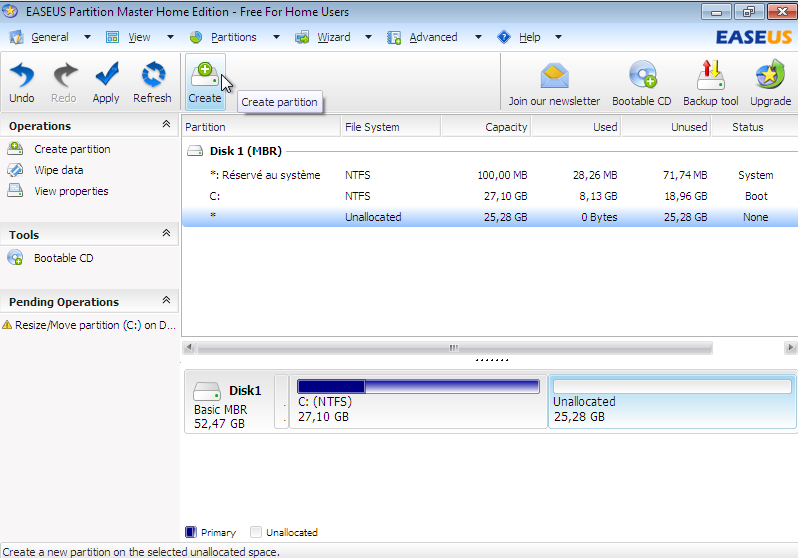 EASEUS Partition Master Home Edition - Free For Home Users
General View Partitions Wizard Advanced Help EASEUS
Undo Redo Apply Refresh Create Join our newsletter Bootable CD Backup tool Upgrade
Create partition
Operations
Create partition
Wipe data
View properties
Tools
Bootable CD
Pending Operations
Resize/Move partition (C:) on D...
Partition File System Capacity Used Unused Status
Disk 1 (MBR)
*: Réservé au système NTFS 100,00 MB 28,26 MB 71,74 MB System
C: NTFS 27,10 GB 8,13 GB 18,96 GB Boot
* Unallocated 25,28 GB 0 Bytes 25,28 GB None
Disk1
Basic MBR
52,47 GB
C: (NTFS)
27,10 GB
Unallocated
25,28 GB
Primary Unallocated
Create a new partition on the selected unallocated space.